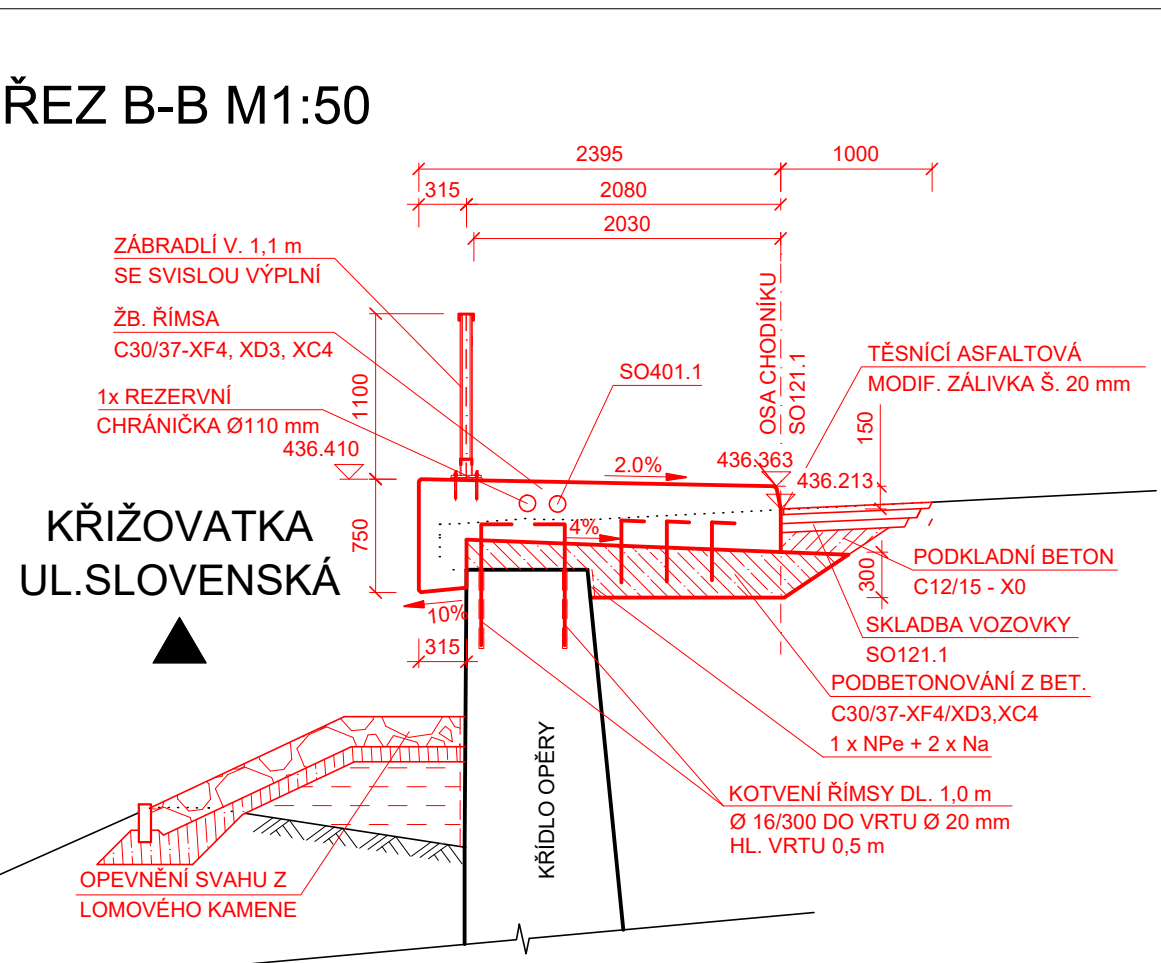 ŘEZ B-B M1:50
2395
1000
315
2080
2030
ZÁBRADLÍ V. 1,1 m
SE SVISLOU VÝPLNÍ
ŽB. ŘÍMSA
C30/37-XF4, XD3, XC4
1x REZERVNÍ
CHRÁNIČKA Ø110 mm
436.410
1100
750
SO401.1
OSA CHODNÍKU
SO121.1
TĚSNÍCÍ ASFALTOVÁ
MODIF. ZÁLIVKA Š. 20 mm
150
2.0%
436.363
436.213
4%
KŘIŽOVATKA
UL.SLOVENSKÁ
10%
315
300
PODKLADNÍ BETON
C12/15 - X0
SKLADBA VOZOVKY
SO121.1
PODBETONOVÁNÍ Z BET.
C30/37-XF4/XD3,XC4
1 x NPe + 2 x Na
KOTVENÍ ŘÍMSY DL. 1,0 m
Ø 16/300 DO VRTU Ø 20 mm
HL. VRTU 0,5 m
KŘÍDLO OPĚRY
OPEVNĚNÍ SVAHU Z
LOMOVÉHO KAMENE